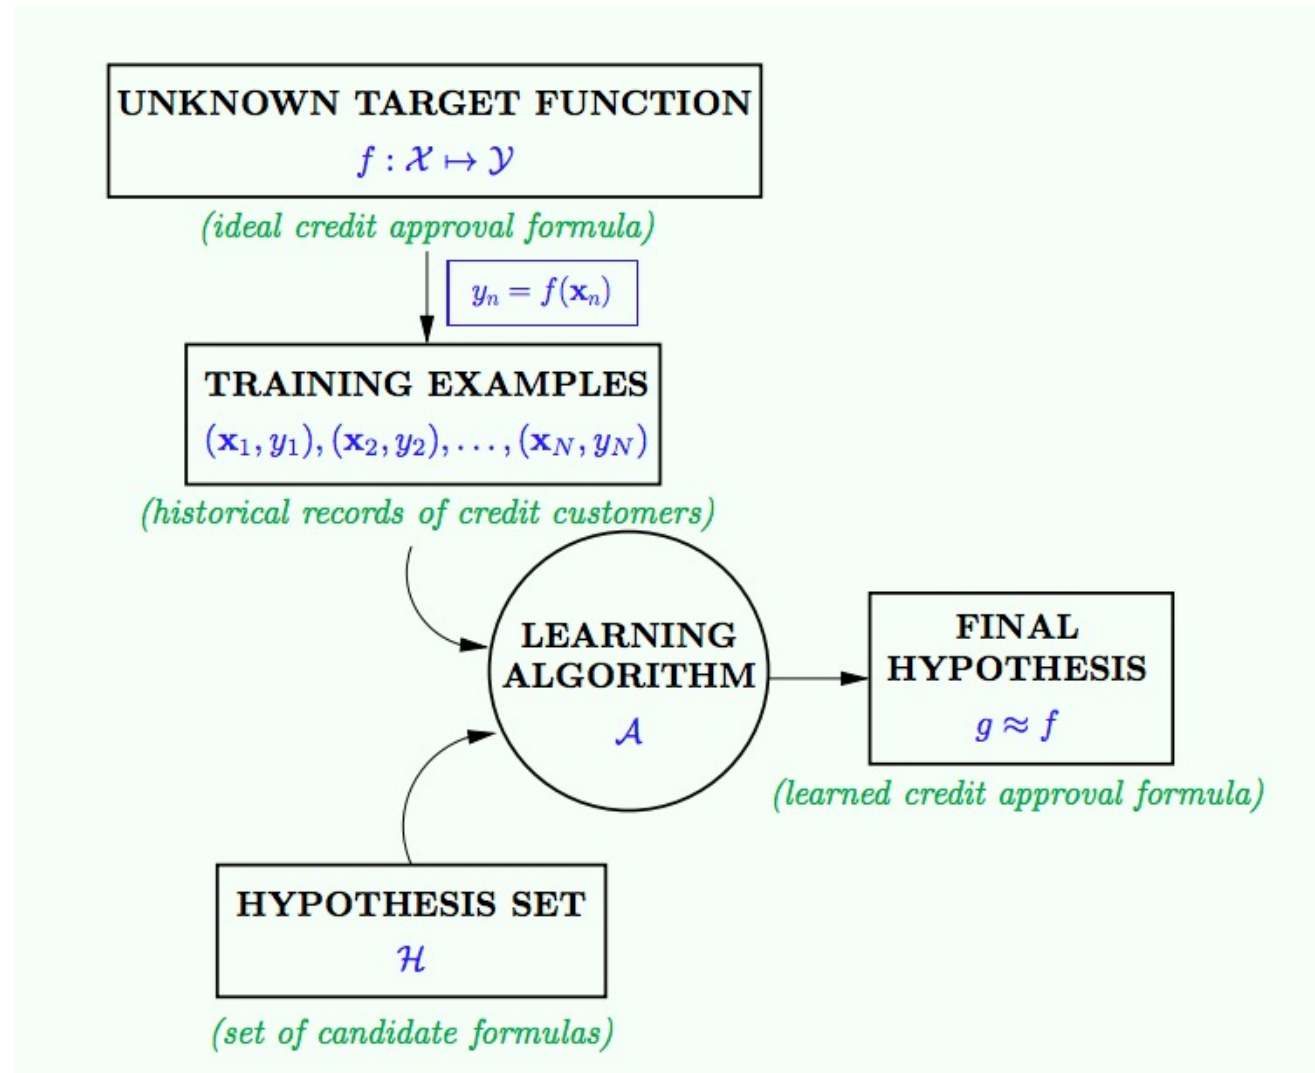 UNKNOWN TARGET FUNCTION
f : 𝒳 ↦ 𝒴
(ideal credit approval formula)
yₙ = f(𝐱ₙ)
TRAINING EXAMPLES
(𝐱₁, y₁), (𝐱₂, y₂), . . . , (𝐱_N, y_N)
(historical records of credit customers)
LEARNING
ALGORITHM
𝒜
FINAL
HYPOTHESIS
g ≈ f
(learned credit approval formula)
HYPOTHESIS SET
ℋ
(set of candidate formulas)